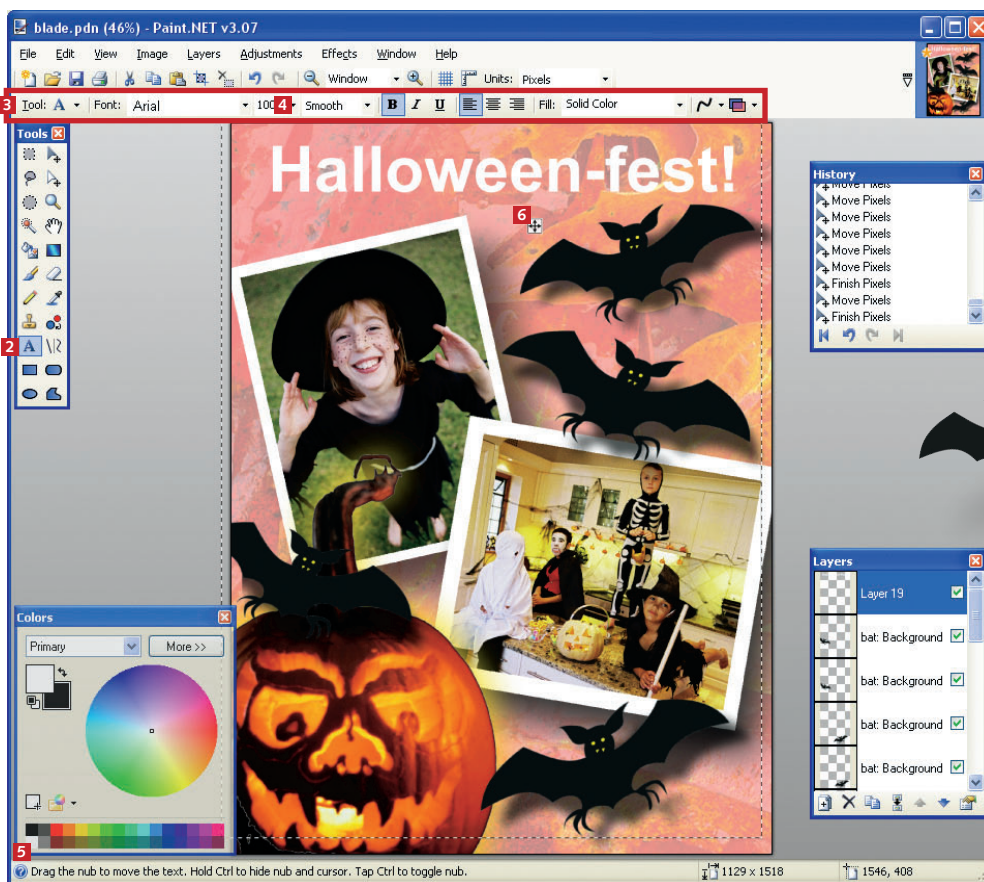 blade.pdn (46%) - Paint.NET v3.07
File Edit View Image Layers Adjustments Effects Window Help
Window Units: Pixels
3 Tool: A Font: Arial 100 4 Smooth B I U Fill: Solid Color
Tools
2 A
Halloween-fest!
6
History
Move Pixels
Move Pixels
Move Pixels
Move Pixels
Move Pixels
Move Pixels
Finish Pixels
Move Pixels
Finish Pixels
Layers
Layer 19
bat: Background
bat: Background
bat: Background
bat: Background
Colors
Primary More >>
5
Drag the nub to move the text. Hold Ctrl to hide nub and cursor. Tap Ctrl to toggle nub. 1129 x 1518 1546, 408